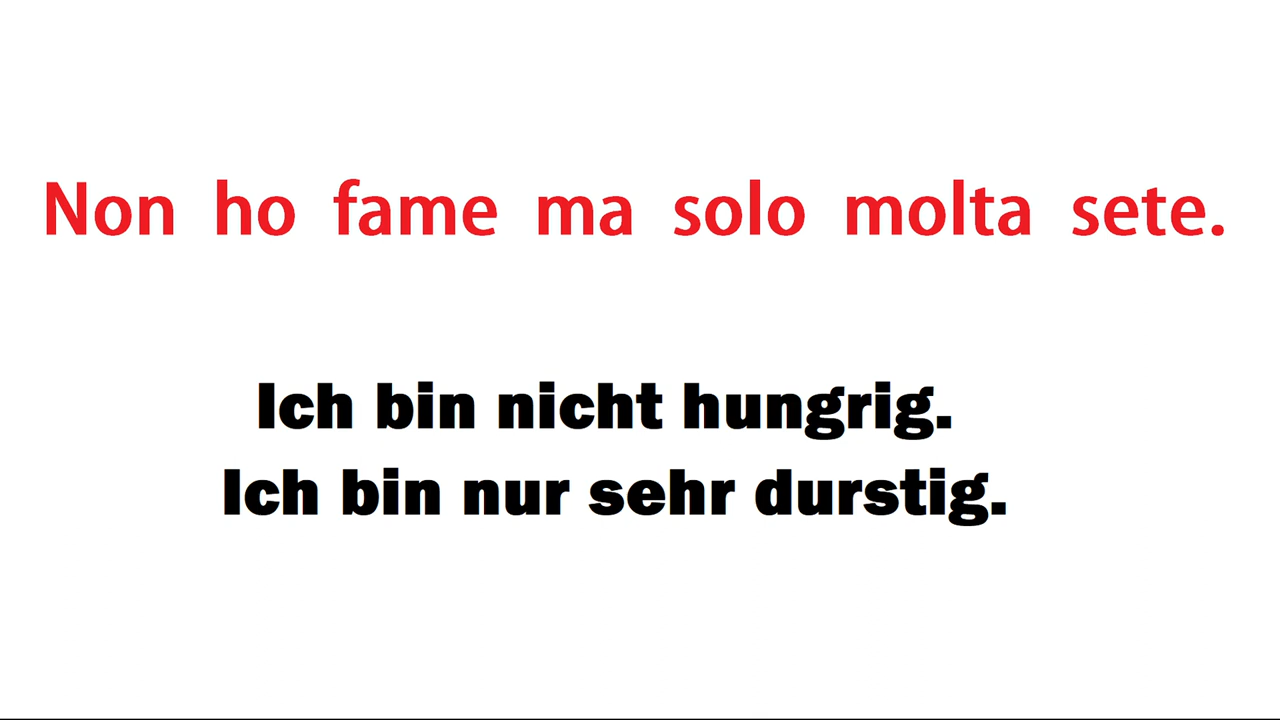 Non ho fame ma solo molta sete.
Ich bin nicht hungrig.
Ich bin nur sehr durstig.